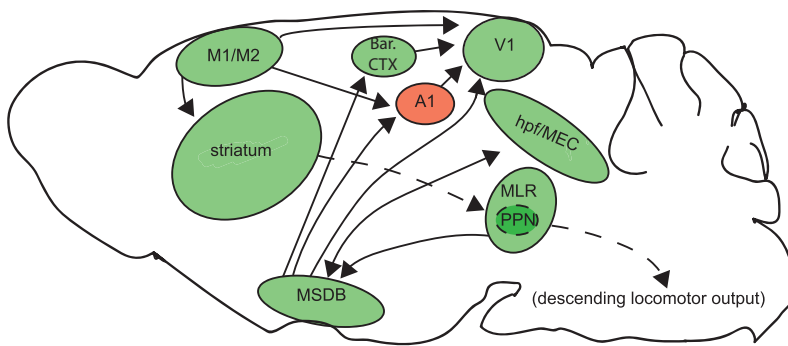 M1/M2
Bar.
CTX
V1
A1
striatum
hpf/MEC
MLR
PPN
MSDB
(descending locomotor output)